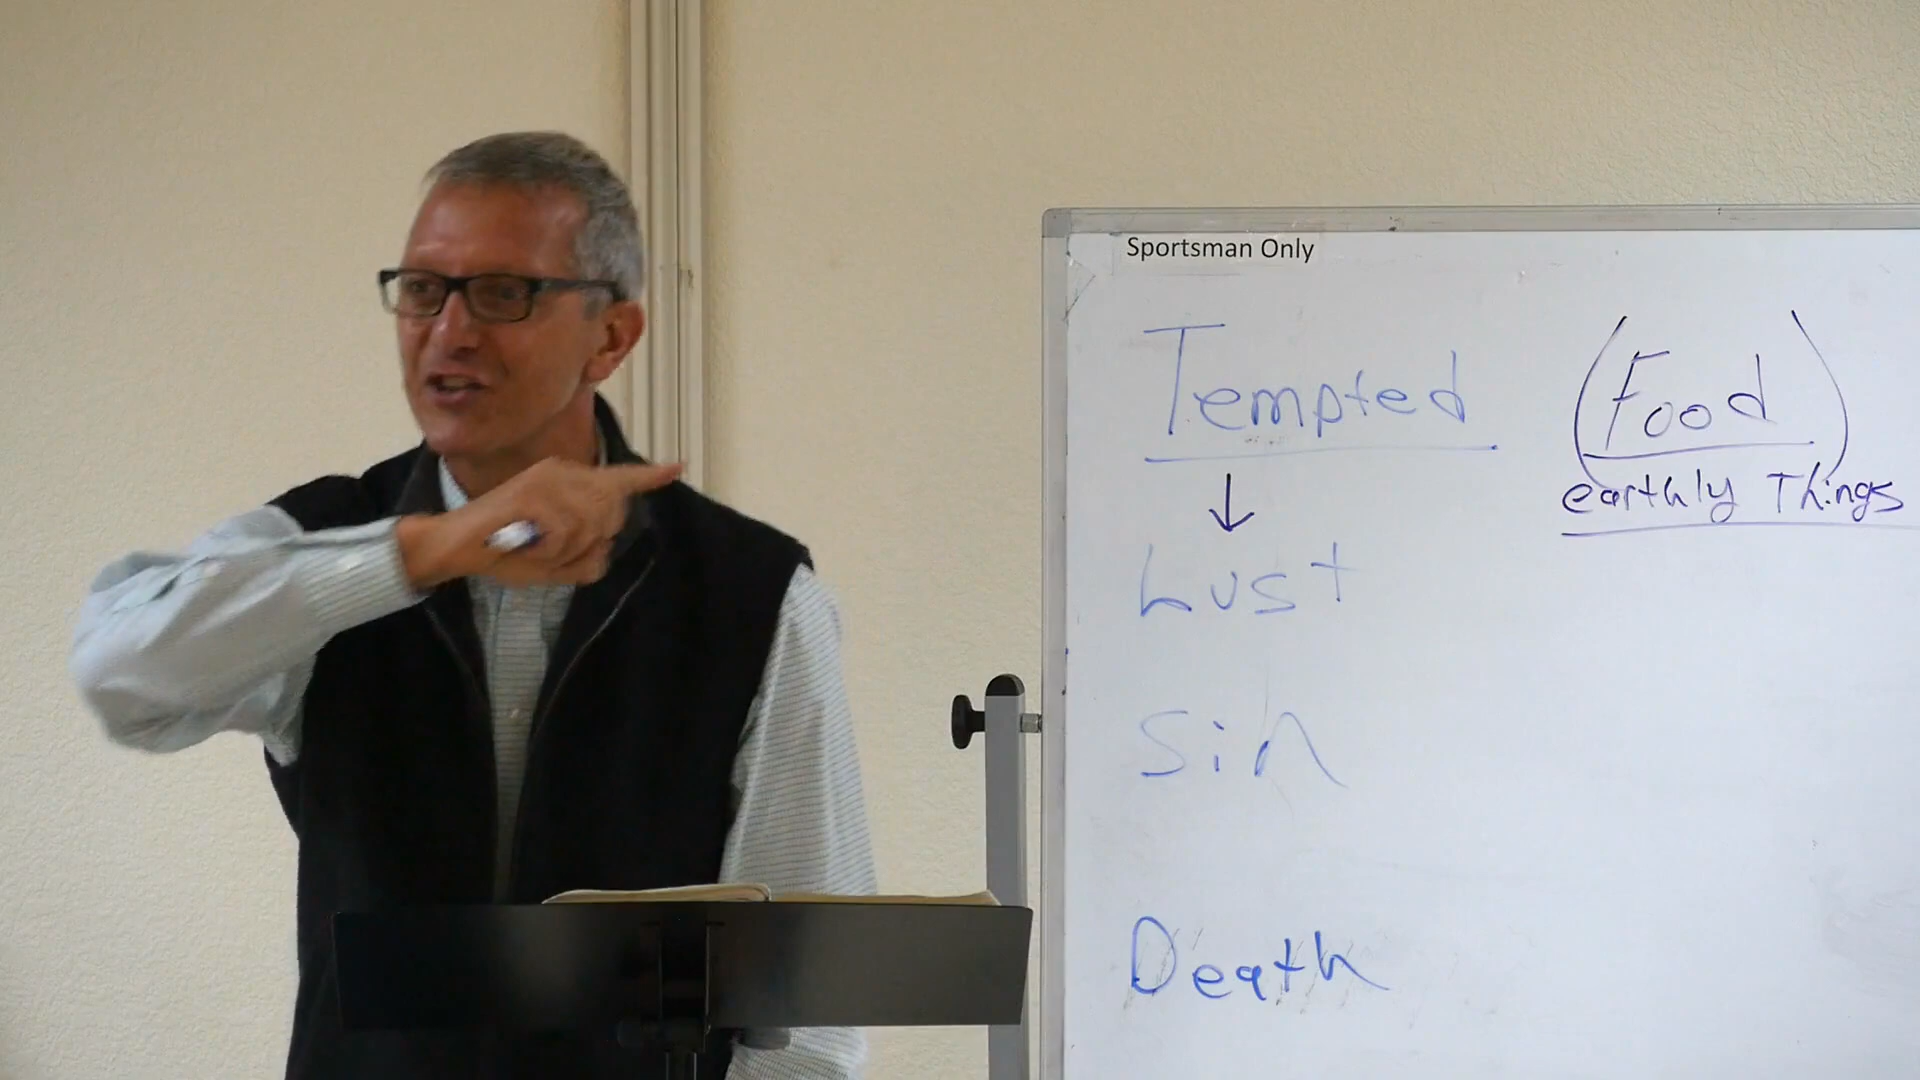 Sportsman Only
Tempted (Food)
earthly Things
↓
Lust
Sin
Death